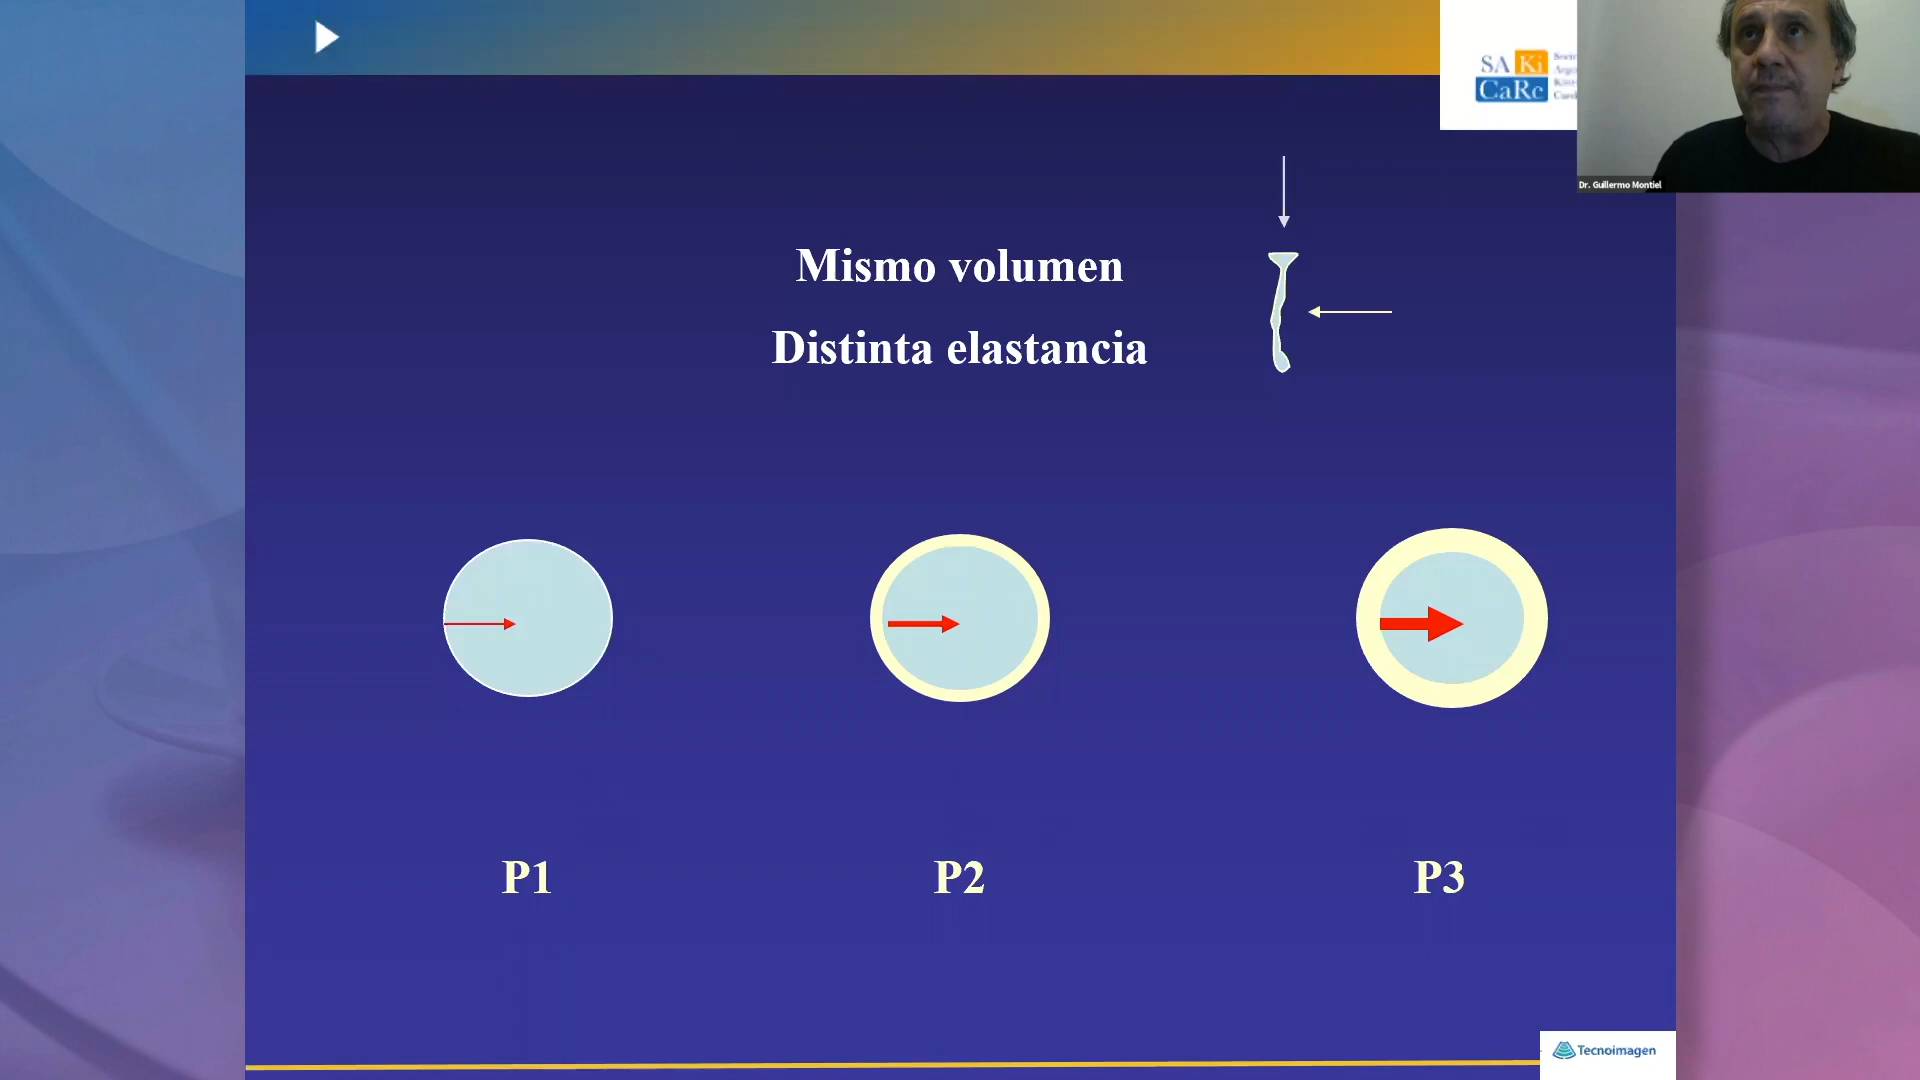 SA Ki
CaRc
Dr. Guillermo Montiel
Mismo volumen
Distinta elastancia
P1
P2
P3
Tecnoimagen